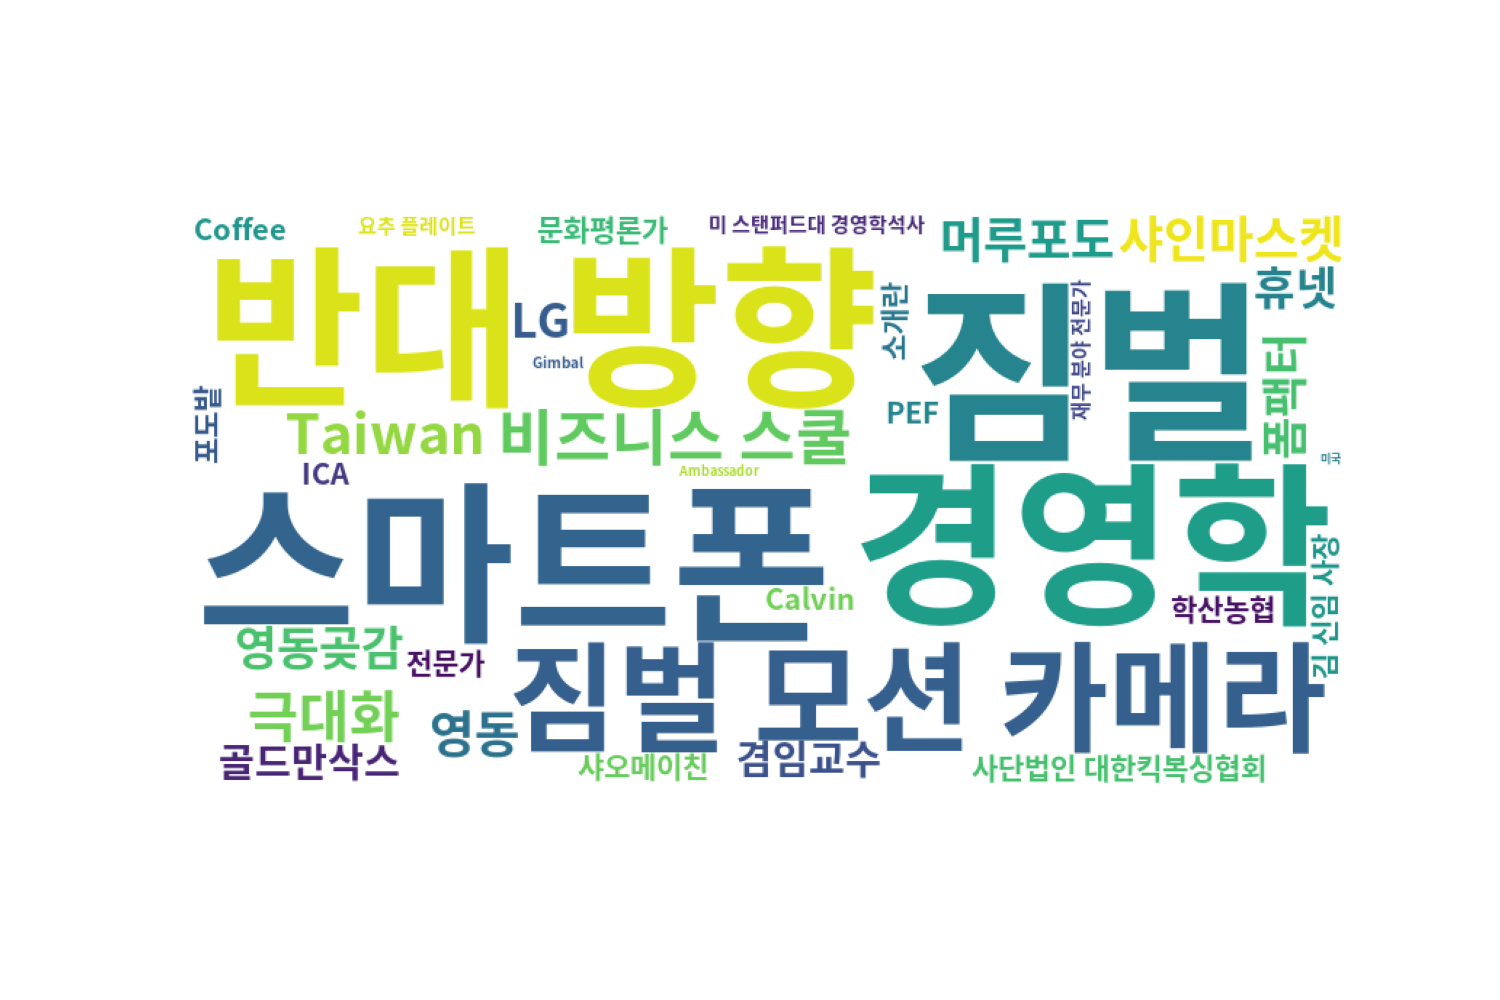 Coffee
요추 플레이트
문화평론가
미 스탠퍼드대 경영학석사
머루포도
샤인마스켓
반대
LG
방향
Gimbal
소개란
짐벌
재무 분야 전문가
휴넷
폼팩터
포도밭
Taiwan
비즈니스 스쿨
PEF
미국
ICA
Ambassador
스마트폰
경영학
Calvin
학산농협
김 신임 사장
영동곶감
전문가
짐벌 모션 카메라
극대화
영동
골드만삭스
샤오메이친
겸임교수
사단법인 대한킥복싱협회